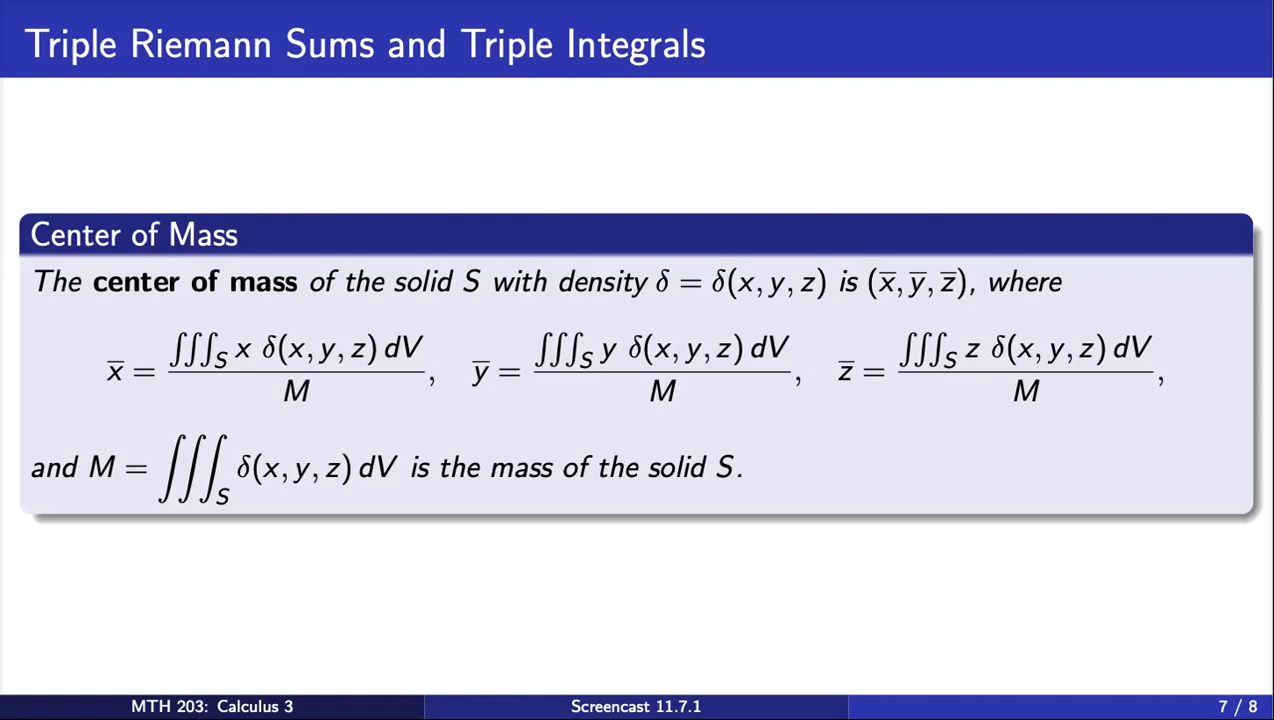 Triple Riemann Sums and Triple Integrals
Center of Mass
The center of mass of the solid S with density δ = δ(x, y, z) is (x̅, y̅, z̅), where
x̅ = ∭_S x δ(x, y, z) dV / M, y̅ = ∭_S y δ(x, y, z) dV / M, z̅ = ∭_S z δ(x, y, z) dV / M,
and M = ∭_S δ(x, y, z) dV is the mass of the solid S.
MTH 203: Calculus 3 Screencast 11.7.1 7 / 8